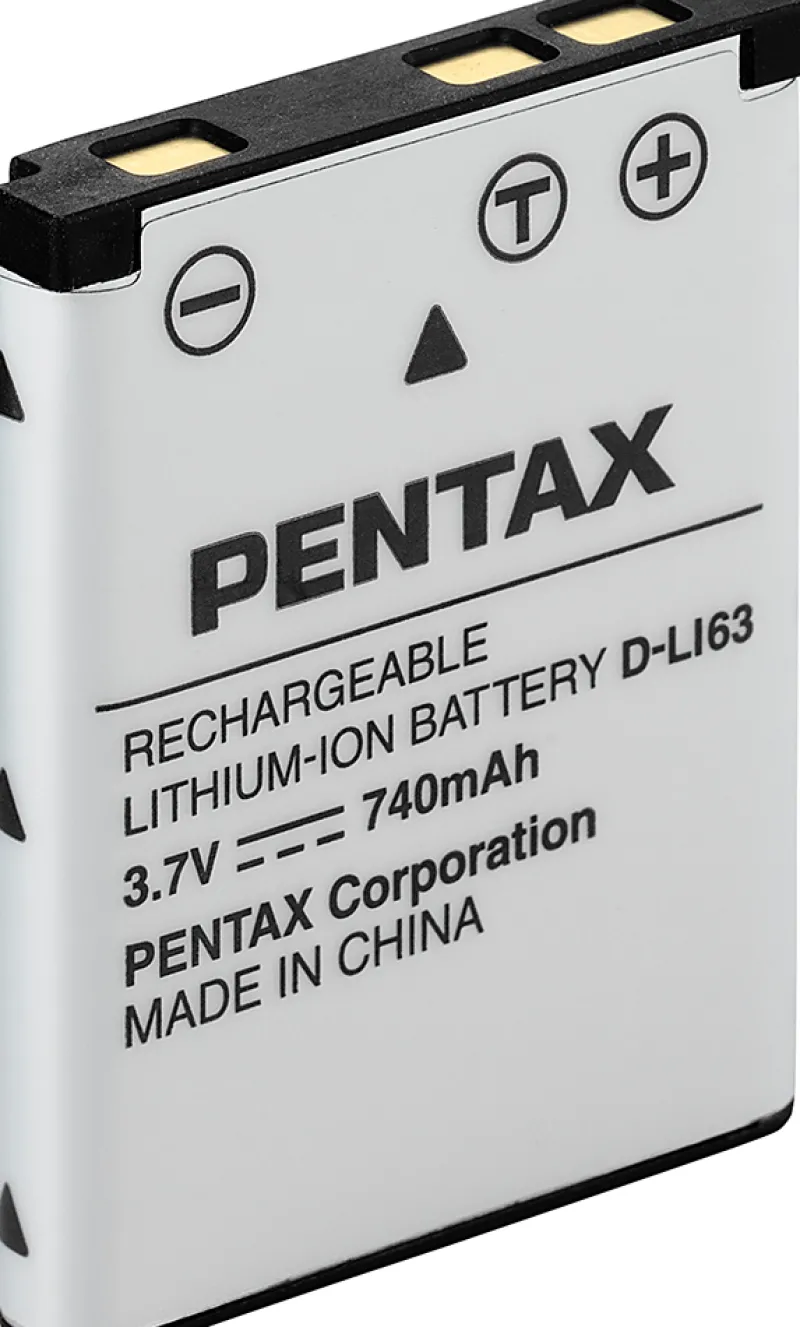 − T +
PENTAX
RECHARGEABLE
LITHIUM-ION BATTERY D-LI63
3.7V ⎓ 740mAh
PENTAX Corporation
MADE IN CHINA